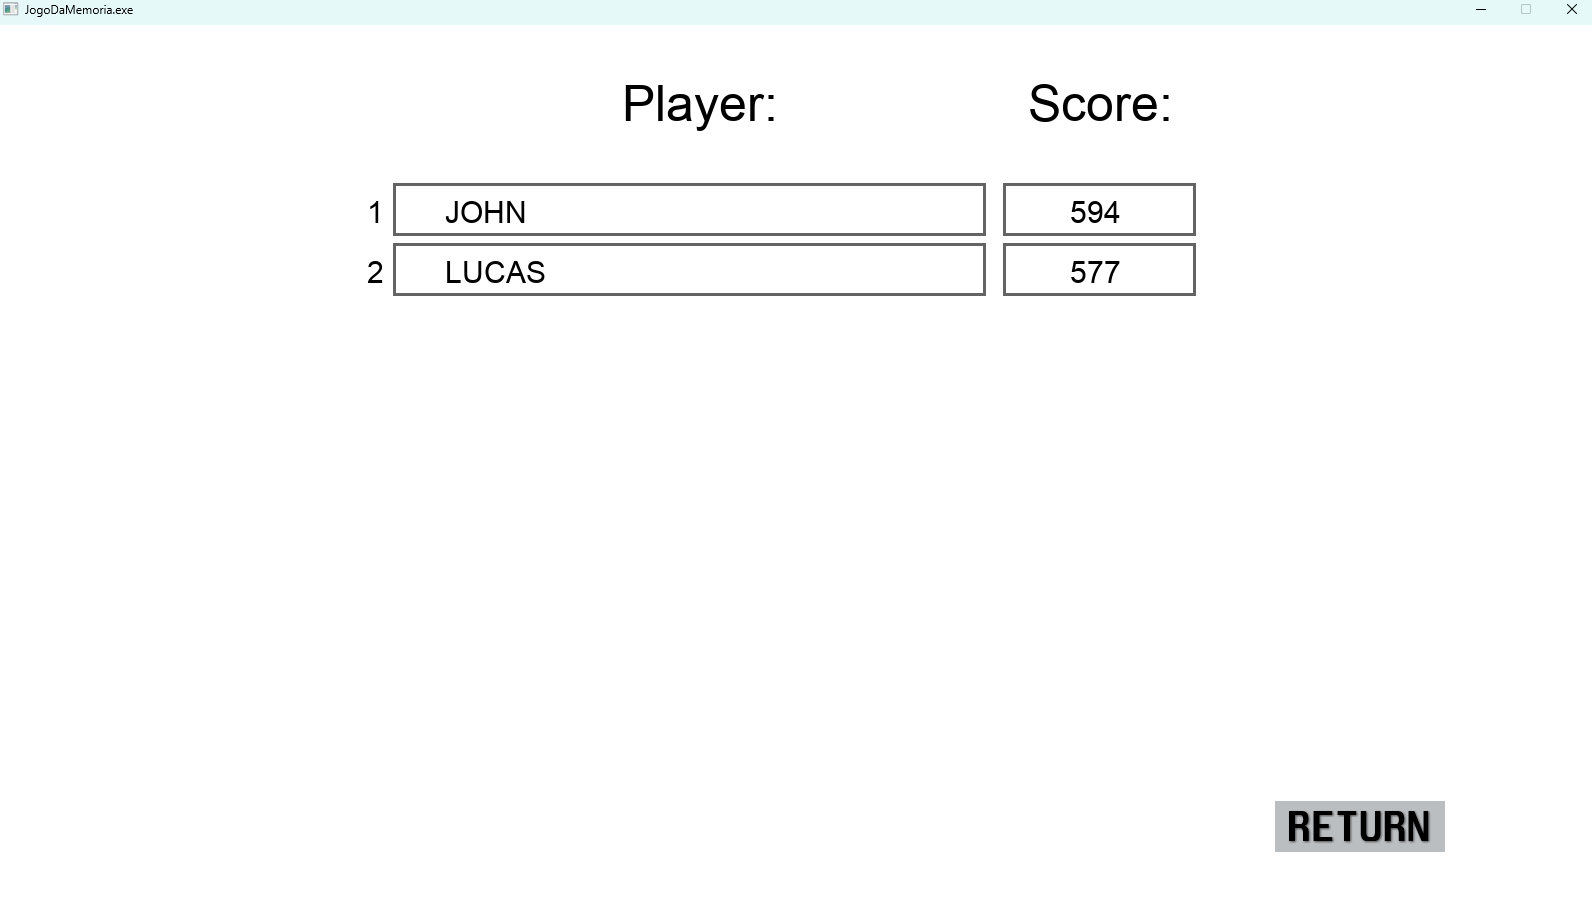 JogoDaMemoria.exe
Player: Score:
1 JOHN 594
2 LUCAS 577
RETURN